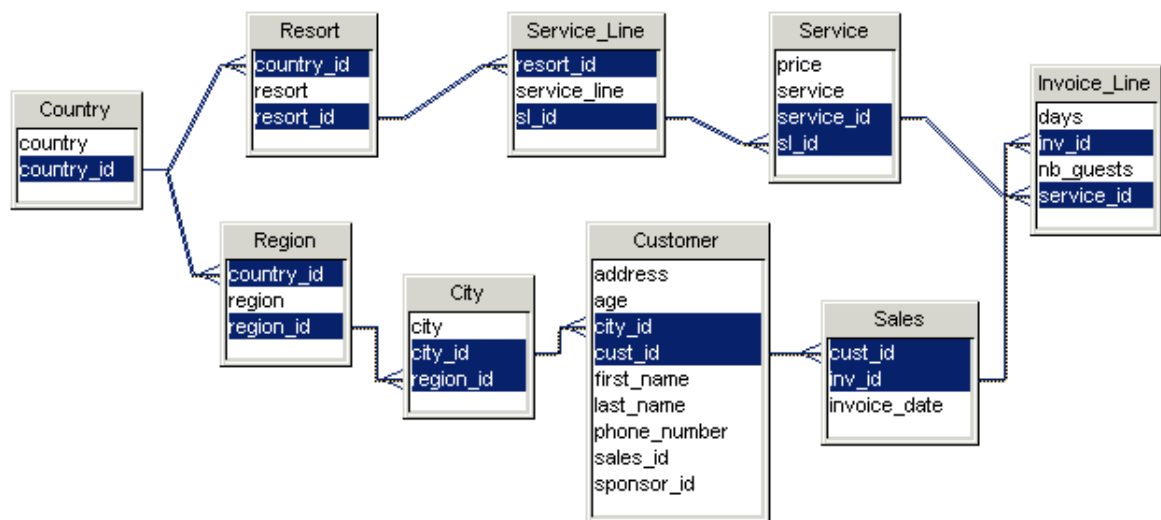 Resort
country_id
resort
resort_id
Service_Line
resort_id
service_line
sl_id
Service
price
service
service_id
sl_id
Invoice_Line
days
inv_id
nb_guests
service_id
Country
country
country_id
Region
country_id
region
region_id
City
city
city_id
region_id
Customer
address
age
city_id
cust_id
first_name
last_name
phone_number
sales_id
sponsor_id
Sales
cust_id
inv_id
invoice_date